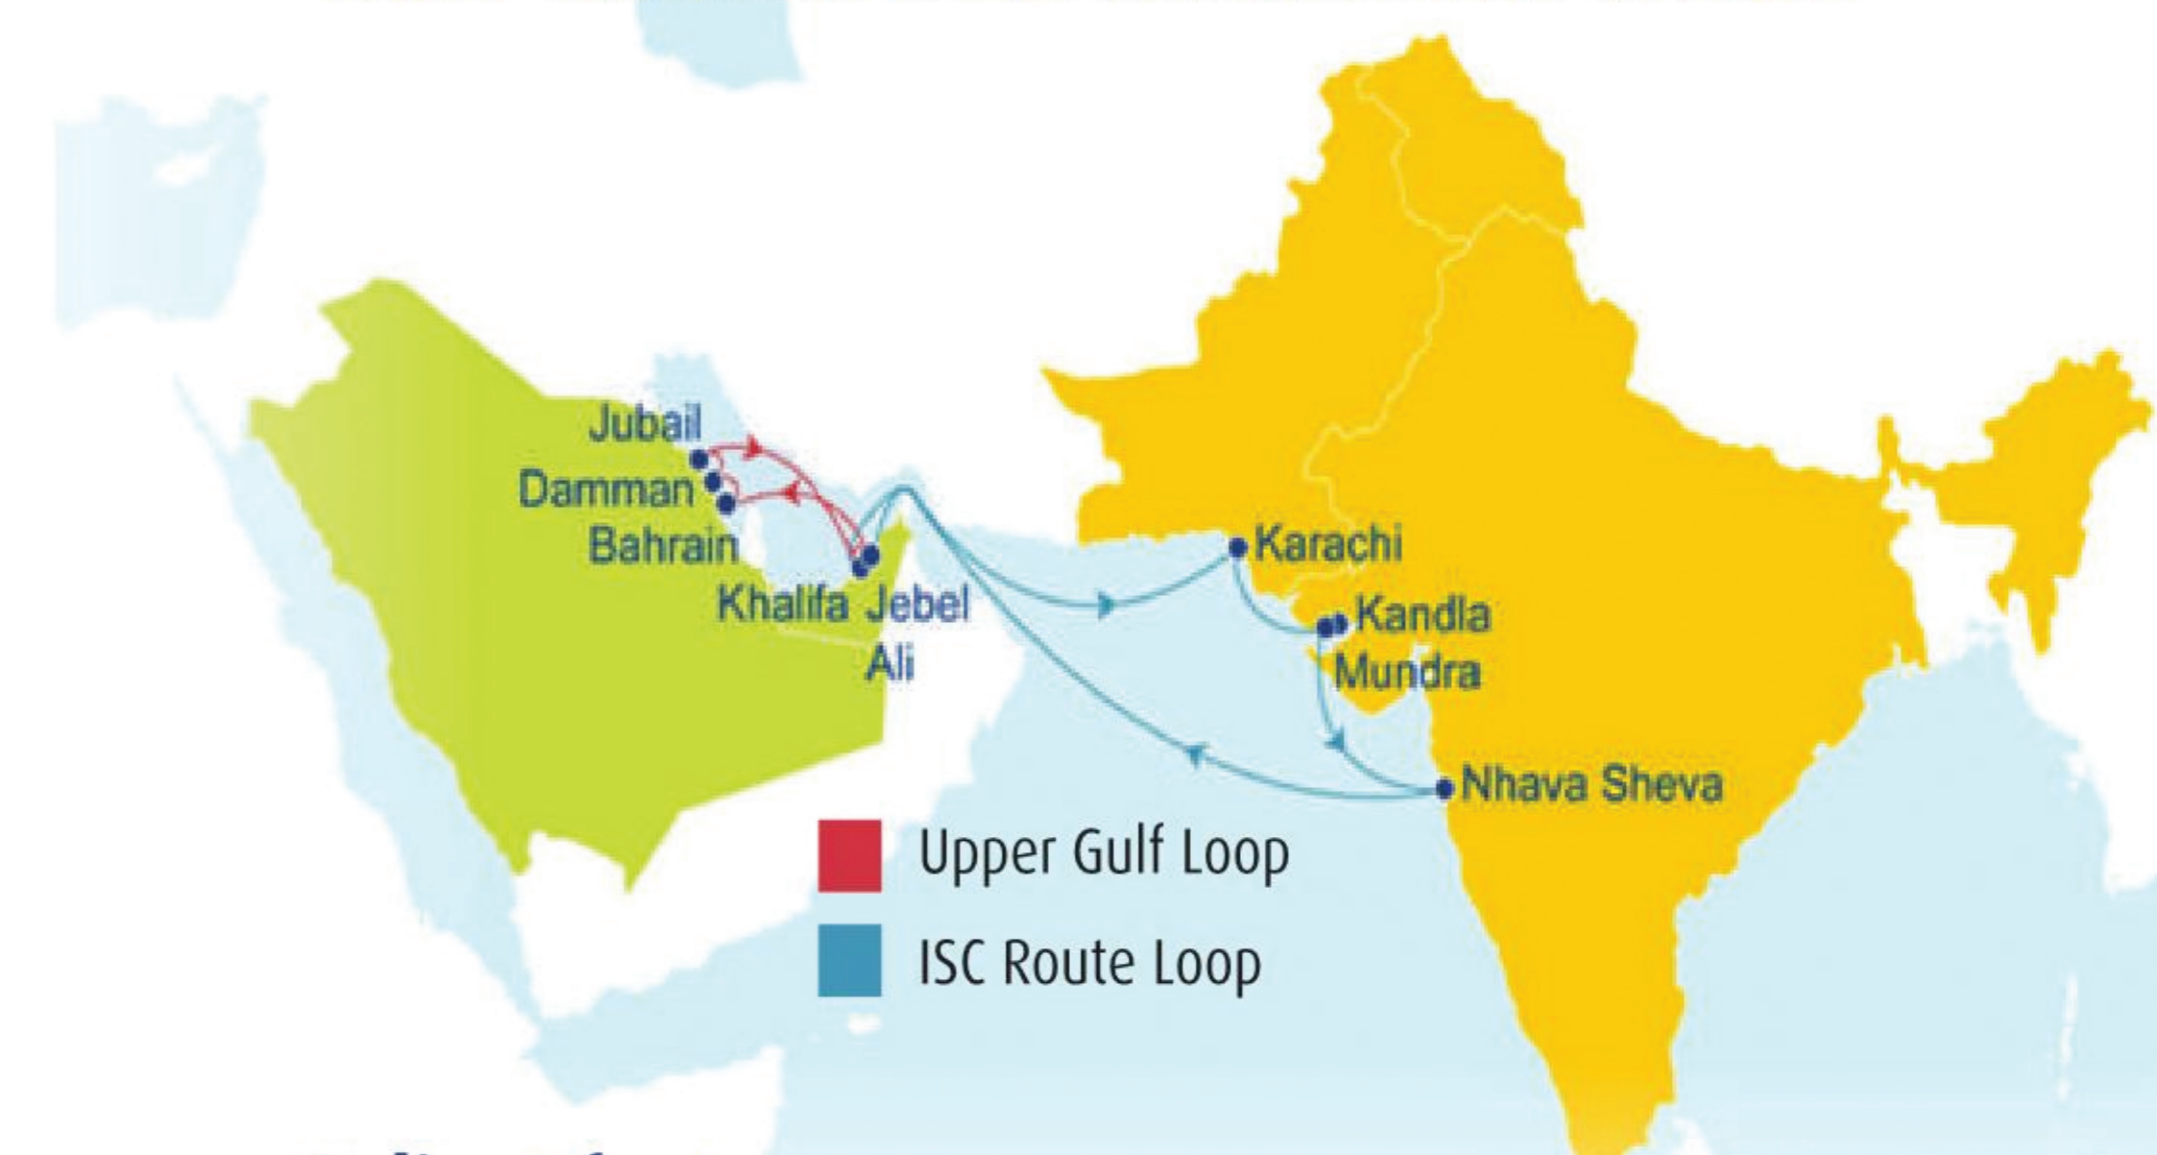 Jubail
Damman
Bahrain
Khalifa Jebel
Ali
Karachi
Kandla
Mundra
Nhava Sheva
Upper Gulf Loop
ISC Route Loop